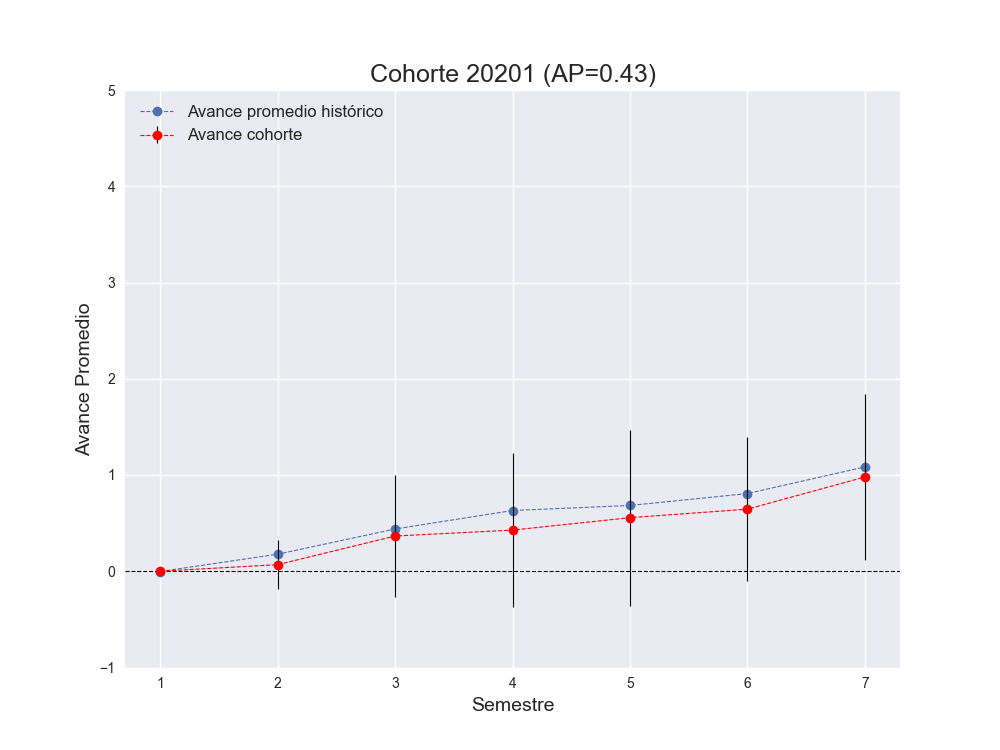 Cohorte 20201 (AP=0.43)
Avance promedio histórico
Avance cohorte
5
4
3
2
1
0
−1
Avance Promedio
1 2 3 4 5 6 7
Semestre